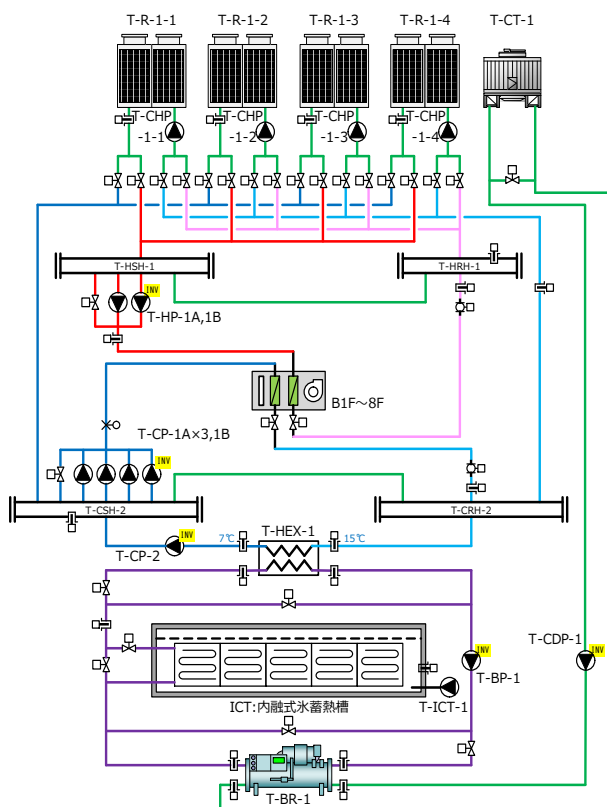 T-R-1-1
T-R-1-2
T-R-1-3
T-R-1-4
T-CT-1
T-CHP
-1-1
T-CHP
-1-2
T-CHP
-1-3
T-CHP
-1-4
T-HSH-1
T-HRH-1
INV
T-HP-1A,1B
B1F～8F
T-CP-1A×3,1B
INV
T-CSH-2
T-CRH-2
INV
T-CP-2
7℃
T-HEX-1
15℃
INV
T-BP-1
T-CDP-1
INV
ICT:内融式氷蓄熱槽
T-ICT-1
T-BR-1